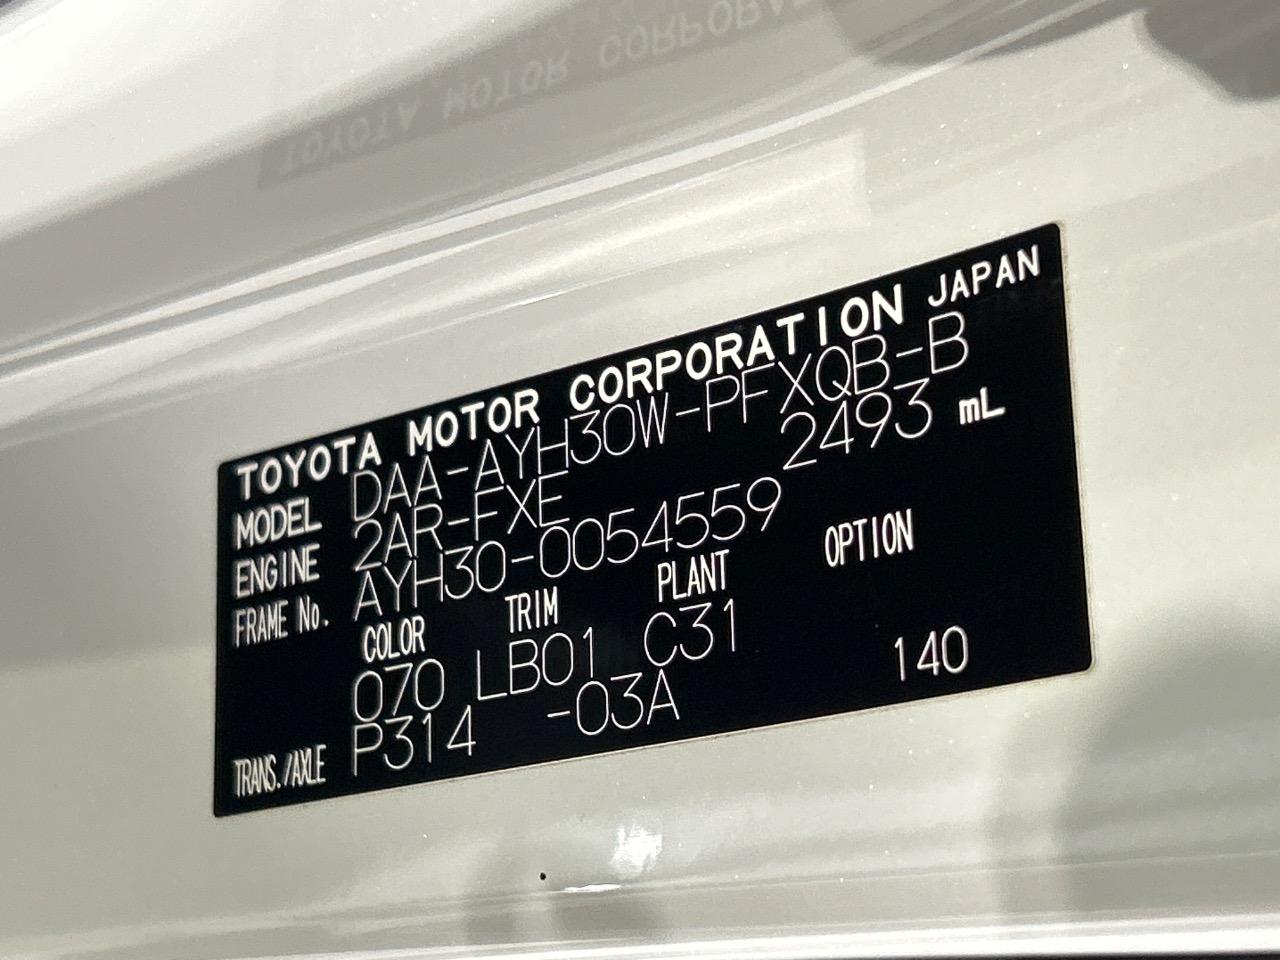 TOYOTA MOTOR CORPORATION JAPAN
MODEL DAA-AYH30W-PFXQB-B
ENGINE 2AR-FXE 2493 mL
FRAME No. AYH30-0054559
COLOR TRIM PLANT OPTION
070 LB01 C31
TRANS./AXLE P314 -03A 140